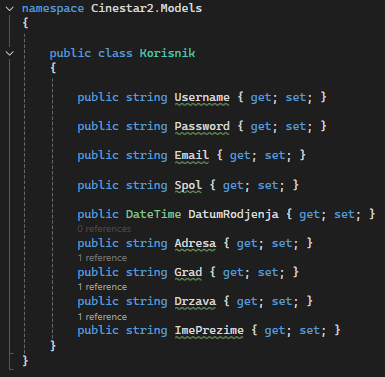 namespace Cinestar2.Models
{
public class Korisnik
{
public string Username { get; set; }
public string Password { get; set; }
public string Email { get; set; }
public string Spol { get; set; }
public DateTime DatumRodjenja { get; set; }
0 references
public string Adresa { get; set; }
1 reference
public string Grad { get; set; }
1 reference
public string Drzava { get; set; }
1 reference
public string ImePrezime { get; set; }
}
}